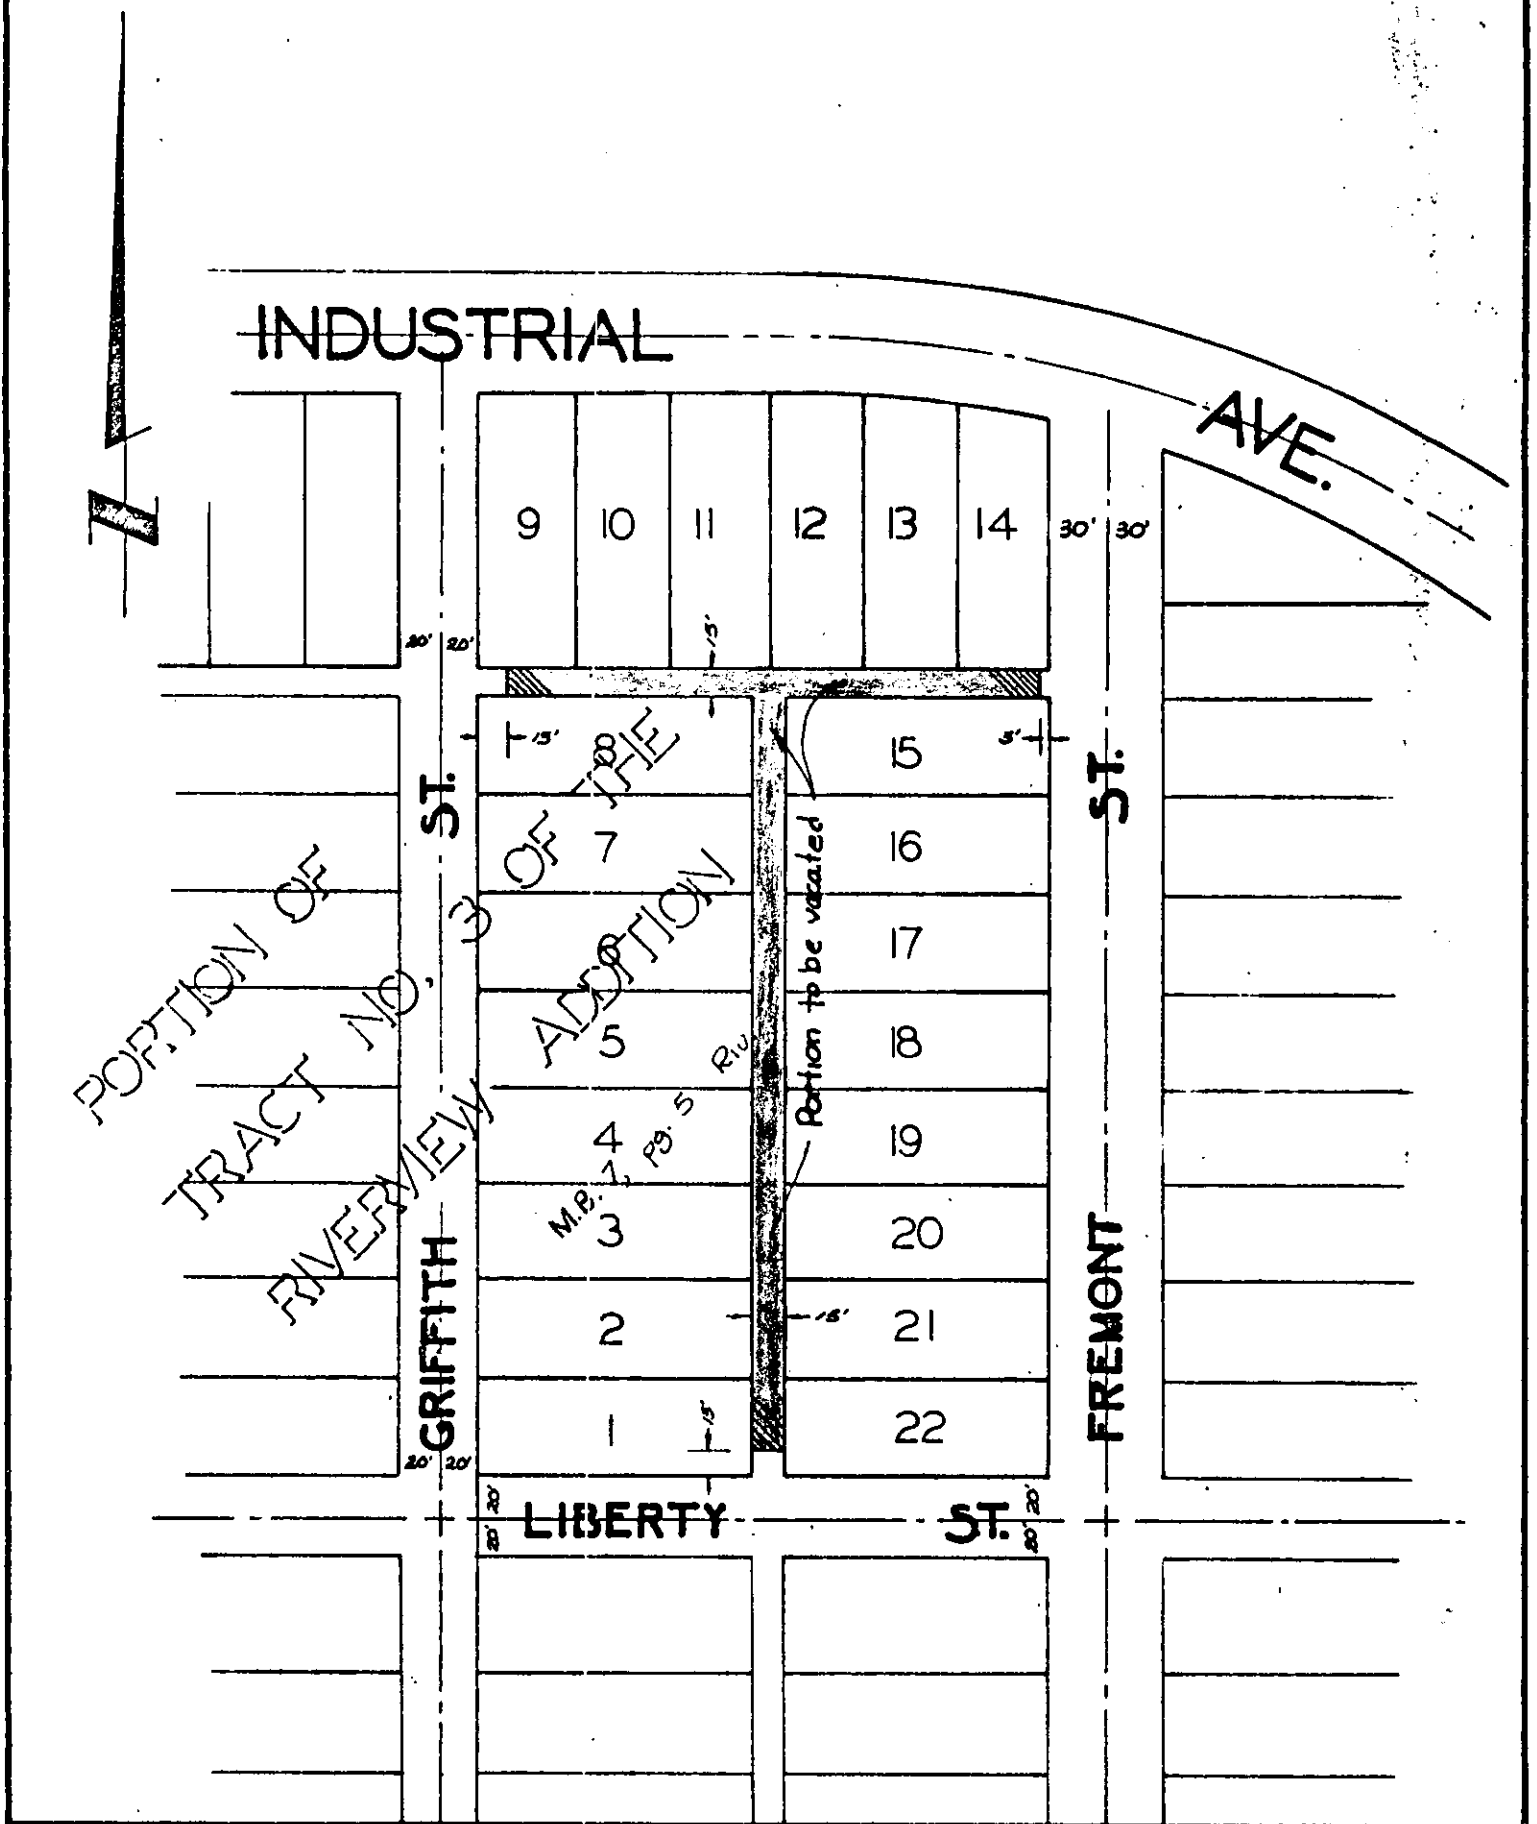 INDUSTRIAL AVE.
9 10 11 12 13 14 30' 30'
20' 20' 15'
15' 5'
8 15
7 16
6 17
5 18
4 19
3 20
2 21
15'
1 22
15'
GRIFFITH ST.
FREMONT ST.
Portion to be vacated
PORTION OF
TRACT NO. 3 OF THE
RIVERVIEW ADDITION
M.B. 7, Pg. 5 Riv.
20' 20'
20' 20'
LIBERTY ST.
20' 20'
N